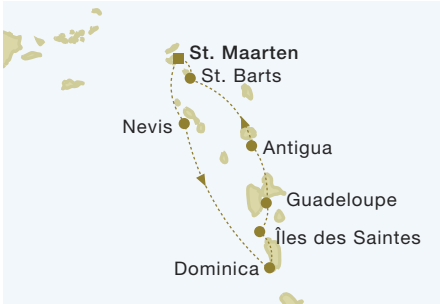 St. Maarten
St. Barts
Nevis
Antigua
Guadeloupe
Îles des Saintes
Dominica